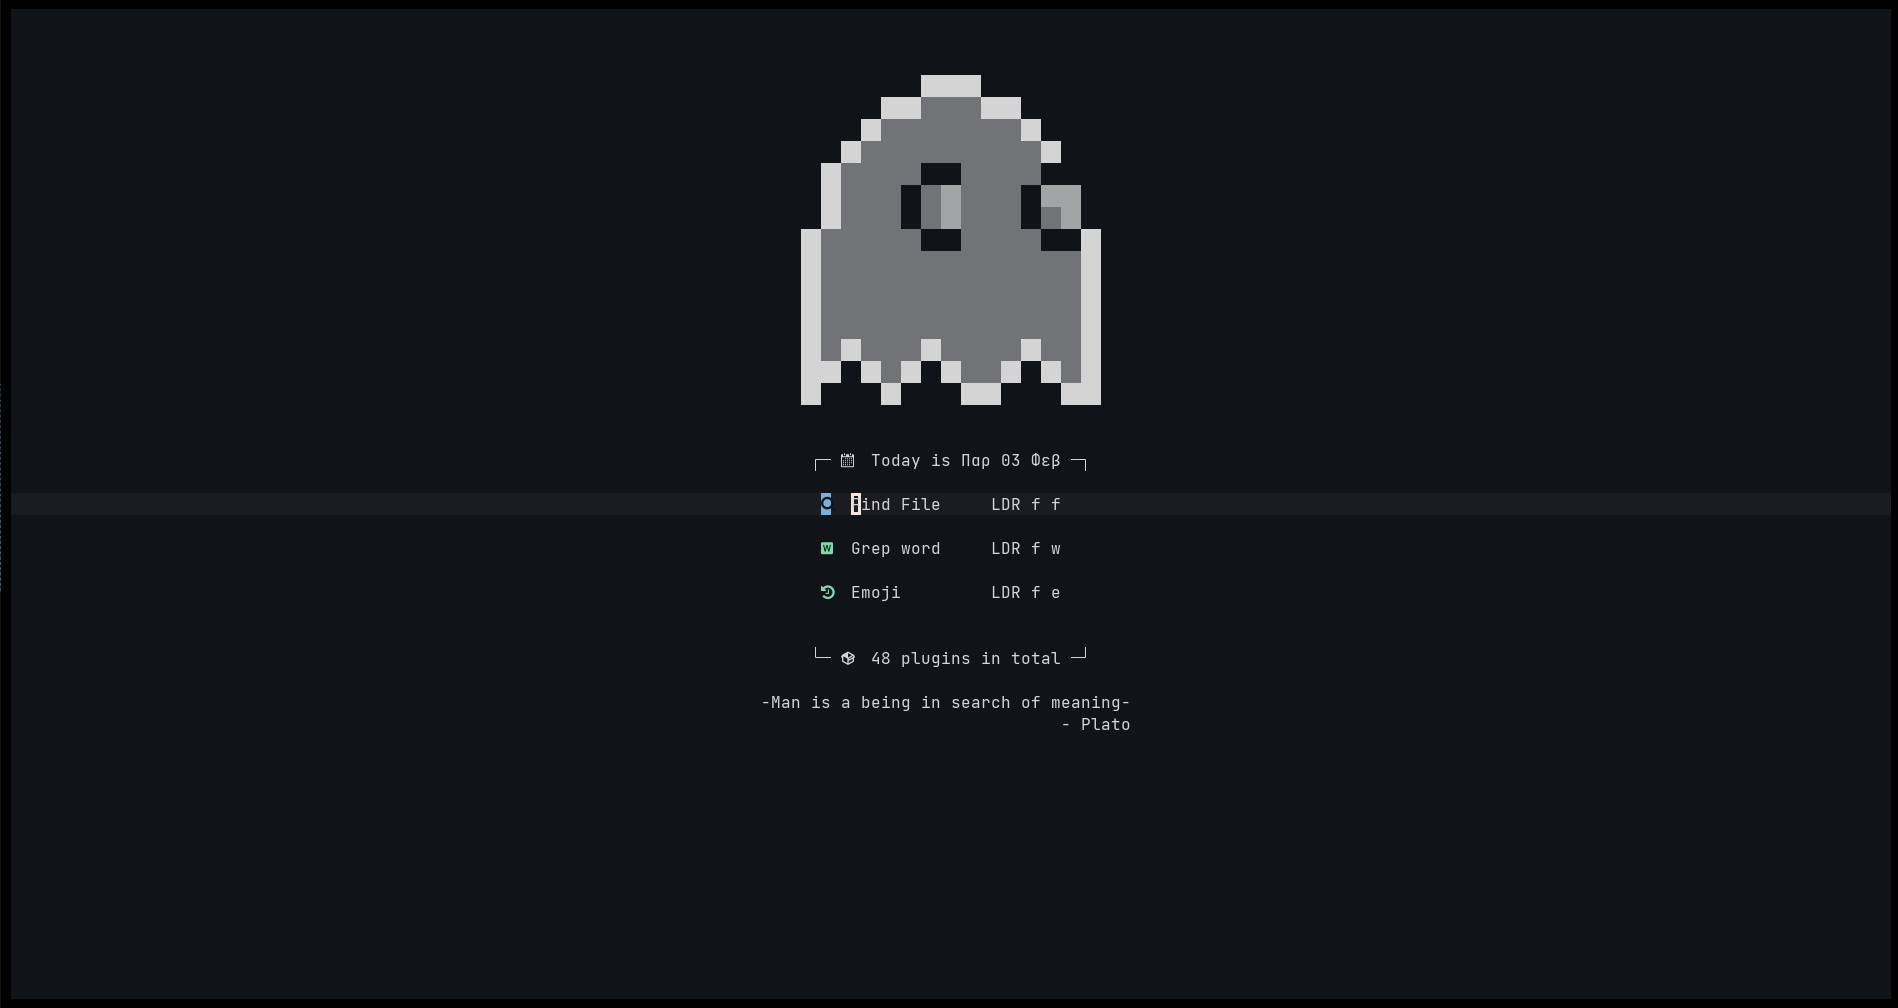 Today is Παρ 03 Φεβ
Find File LDR f f
Grep word LDR f w
Emoji LDR f e
48 plugins in total
-Man is a being in search of meaning-
- Plato